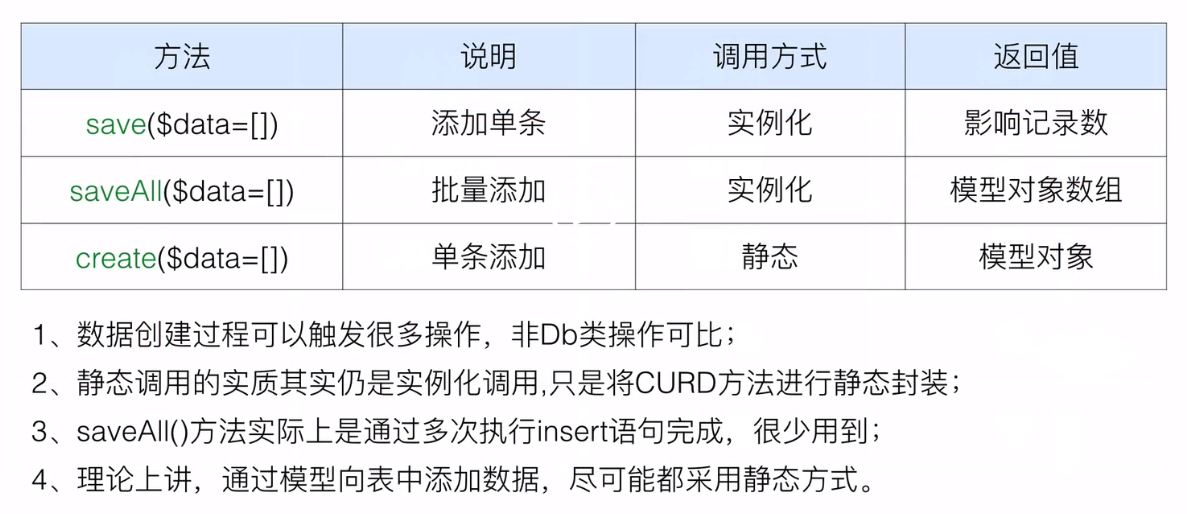 方法 说明 调用方式 返回值
save($data=[]) 添加单条 实例化 影响记录数
saveAll($data=[]) 批量添加 实例化 模型对象数组
create($data=[]) 单条添加 静态 模型对象
1、数据创建过程可以触发很多操作，非Db类操作可比；
2、静态调用的实质其实仍是实例化调用,只是将CURD方法进行静态封装；
3、saveAll()方法实际上是通过多次执行insert语句完成，很少用到；
4、理论上讲，通过模型向表中添加数据，尽可能都采用静态方式。